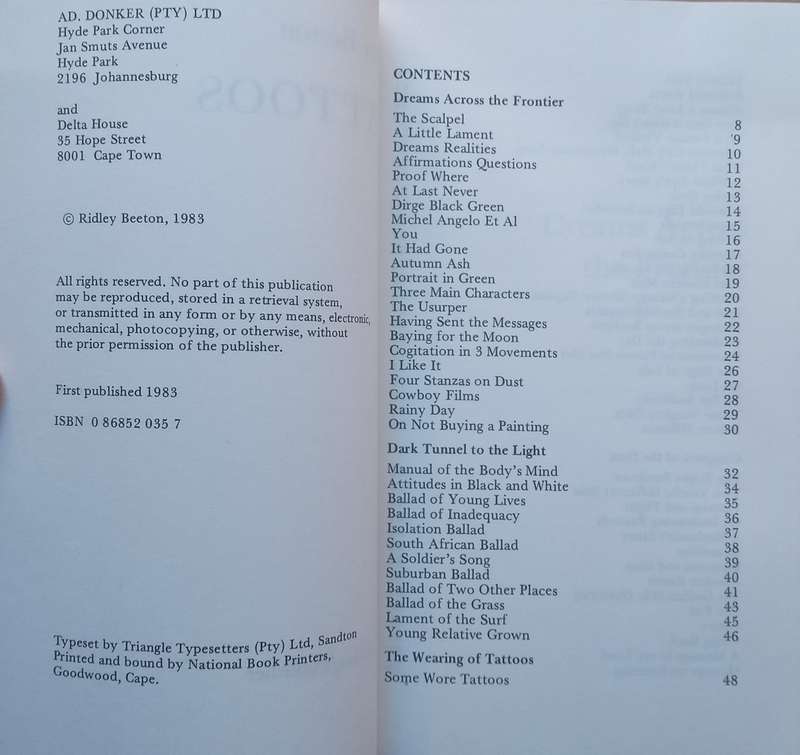 AD. DONKER (PTY) LTD
Hyde Park Corner
Jan Smuts Avenue
Hyde Park
2196 Johannesburg
and
Delta House
35 Hope Street
8001 Cape Town
© Ridley Beeton, 1983
All rights reserved. No part of this publication
may be reproduced, stored in a retrieval system,
or transmitted in any form or by any means, electronic,
mechanical, photocopying, or otherwise, without
the prior permission of the publisher.
First published 1983
ISBN 0 86852 035 7
Typeset by Triangle Typesetters (Pty) Ltd, Sandton
Printed and bound by National Book Printers,
Goodwood, Cape.
CONTENTS
Dreams Across the Frontier
The Scalpel 8
A Little Lament 9
Dreams Realities 10
Affirmations Questions 11
Proof Where 12
At Last Never 13
Dirge Black Green 14
Michel Angelo Et Al 15
You 16
It Had Gone 17
Autumn Ash 18
Portrait in Green 19
Three Main Characters 20
The Usurper 21
Having Sent the Messages 22
Baying for the Moon 23
Cogitation in 3 Movements 24
I Like It 26
Four Stanzas on Dust 27
Cowboy Films 28
Rainy Day 29
On Not Buying a Painting 30
Dark Tunnel to the Light
Manual of the Body's Mind 32
Attitudes in Black and White 34
Ballad of Young Lives 35
Ballad of Inadequacy 36
Isolation Ballad 37
South African Ballad 38
A Soldier's Song 39
Suburban Ballad 40
Ballad of Two Other Places 41
Ballad of the Grass 43
Lament of the Surf 45
Young Relative Grown 46
The Wearing of Tattoos
Some Wore Tattoos 48